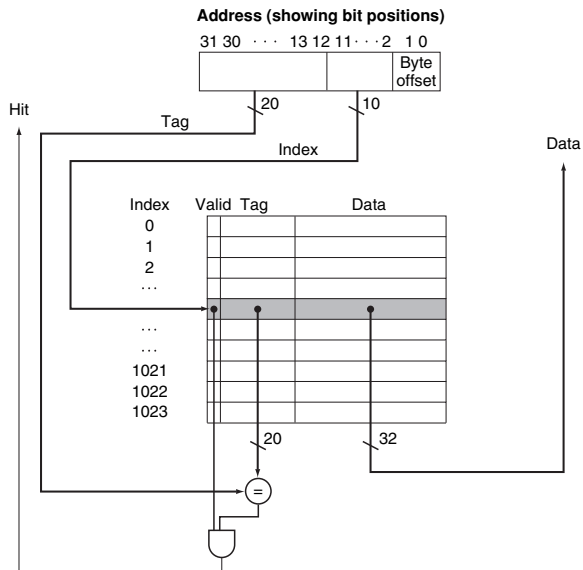 Address (showing bit positions)
31 30 · · · 13 12 11 · · · 2 1 0
Byte
offset
20
10
Hit
Tag
Index
Data
Index Valid Tag Data
0
1
2
· · ·
· · ·
· · ·
1021
1022
1023
20
32
=